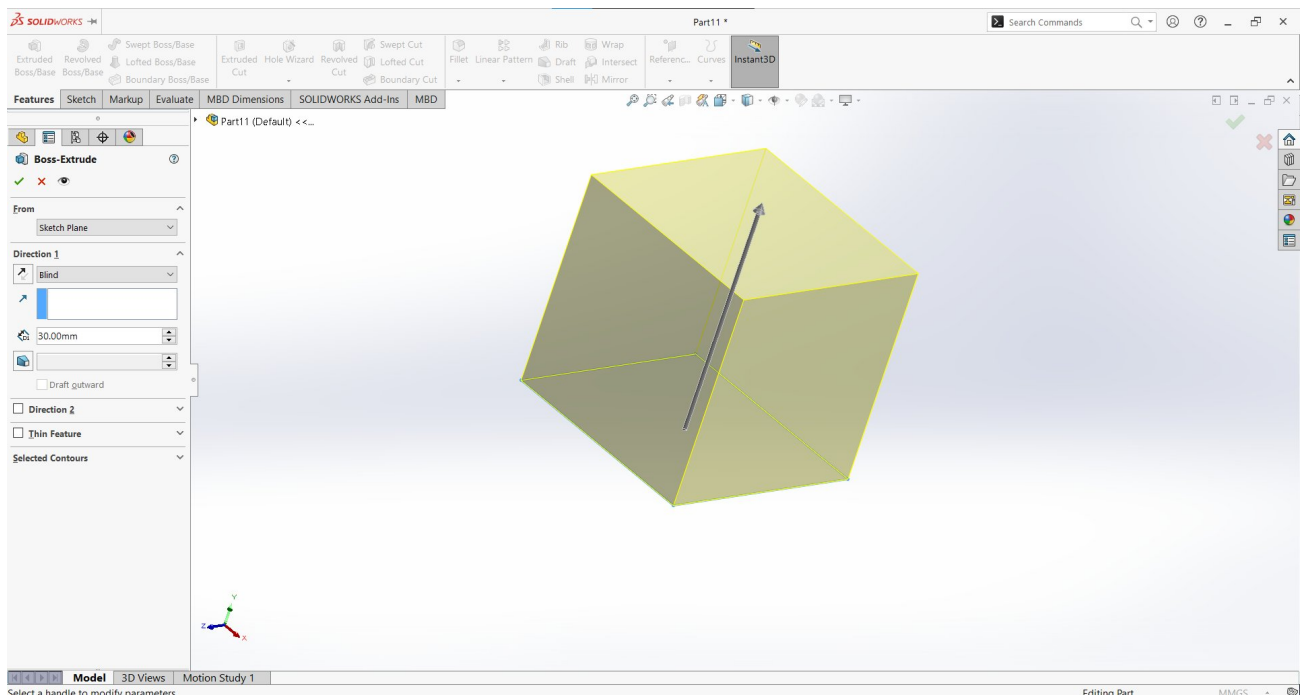 SOLIDWORKS
Part11 *
Search Commands
Extruded Boss/Base
Revolved Boss/Base
Swept Boss/Base
Lofted Boss/Base
Boundary Boss/Base
Extruded Cut
Hole Wizard
Revolved Cut
Swept Cut
Lofted Cut
Boundary Cut
Fillet
Linear Pattern
Rib
Draft
Shell
Wrap
Intersect
Mirror
Referenc...
Curves
Instant3D
Features Sketch Markup Evaluate MBD Dimensions SOLIDWORKS Add-Ins MBD
Part11 (Default) <<...
Boss-Extrude
From
Sketch Plane
Direction 1
Blind
D1
30.00mm
Draft outward
Direction 2
Thin Feature
Selected Contours
Y
Z
X
Model 3D Views Motion Study 1
Select a handle to modify parameters
Editing Part
MMGS